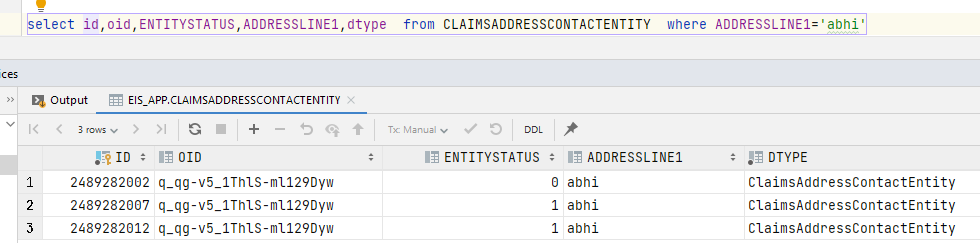 select id,oid,ENTITYSTATUS,ADDRESSLINE1,dtype  from CLAIMSADDRESSCONTACTENTITY  where ADDRESSLINE1='abhi'
ices
Output EIS_APP.CLAIMSADDRESSCONTACTENTITY
3 rows Tx: Manual DDL
ID OID ENTITYSTATUS ADDRESSLINE1 DTYPE
1 2489282002 q_qg-v5_1ThlS-ml129Dyw 0 abhi ClaimsAddressContactEntity
2 2489282007 q_qg-v5_1ThlS-ml129Dyw 1 abhi ClaimsAddressContactEntity
3 2489282012 q_qg-v5_1ThlS-ml129Dyw 1 abhi ClaimsAddressContactEntity